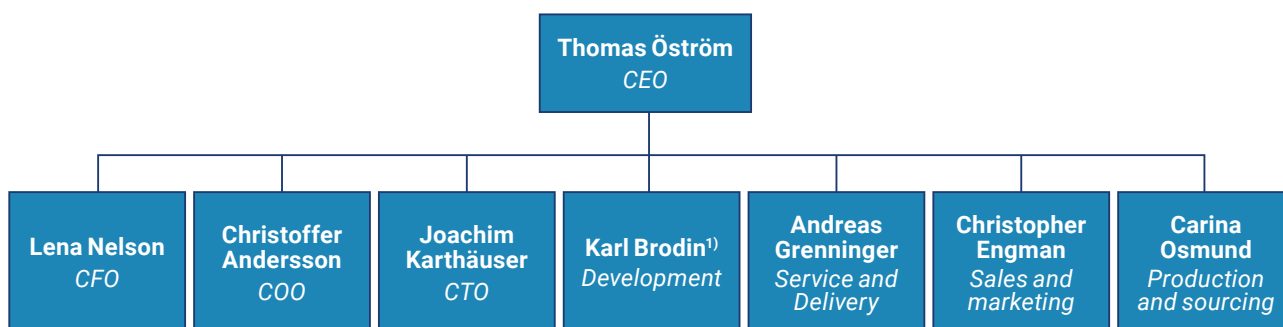 Thomas Öström
CEO
Lena Nelson
CFO
Christoffer
Andersson
COO
Joachim
Karthäuser
CTO
Karl Brodin¹⁾
Development
Andreas
Grenninger
Service and
Delivery
Christopher
Engman
Sales and
marketing
Carina
Osmund
Production
and sourcing